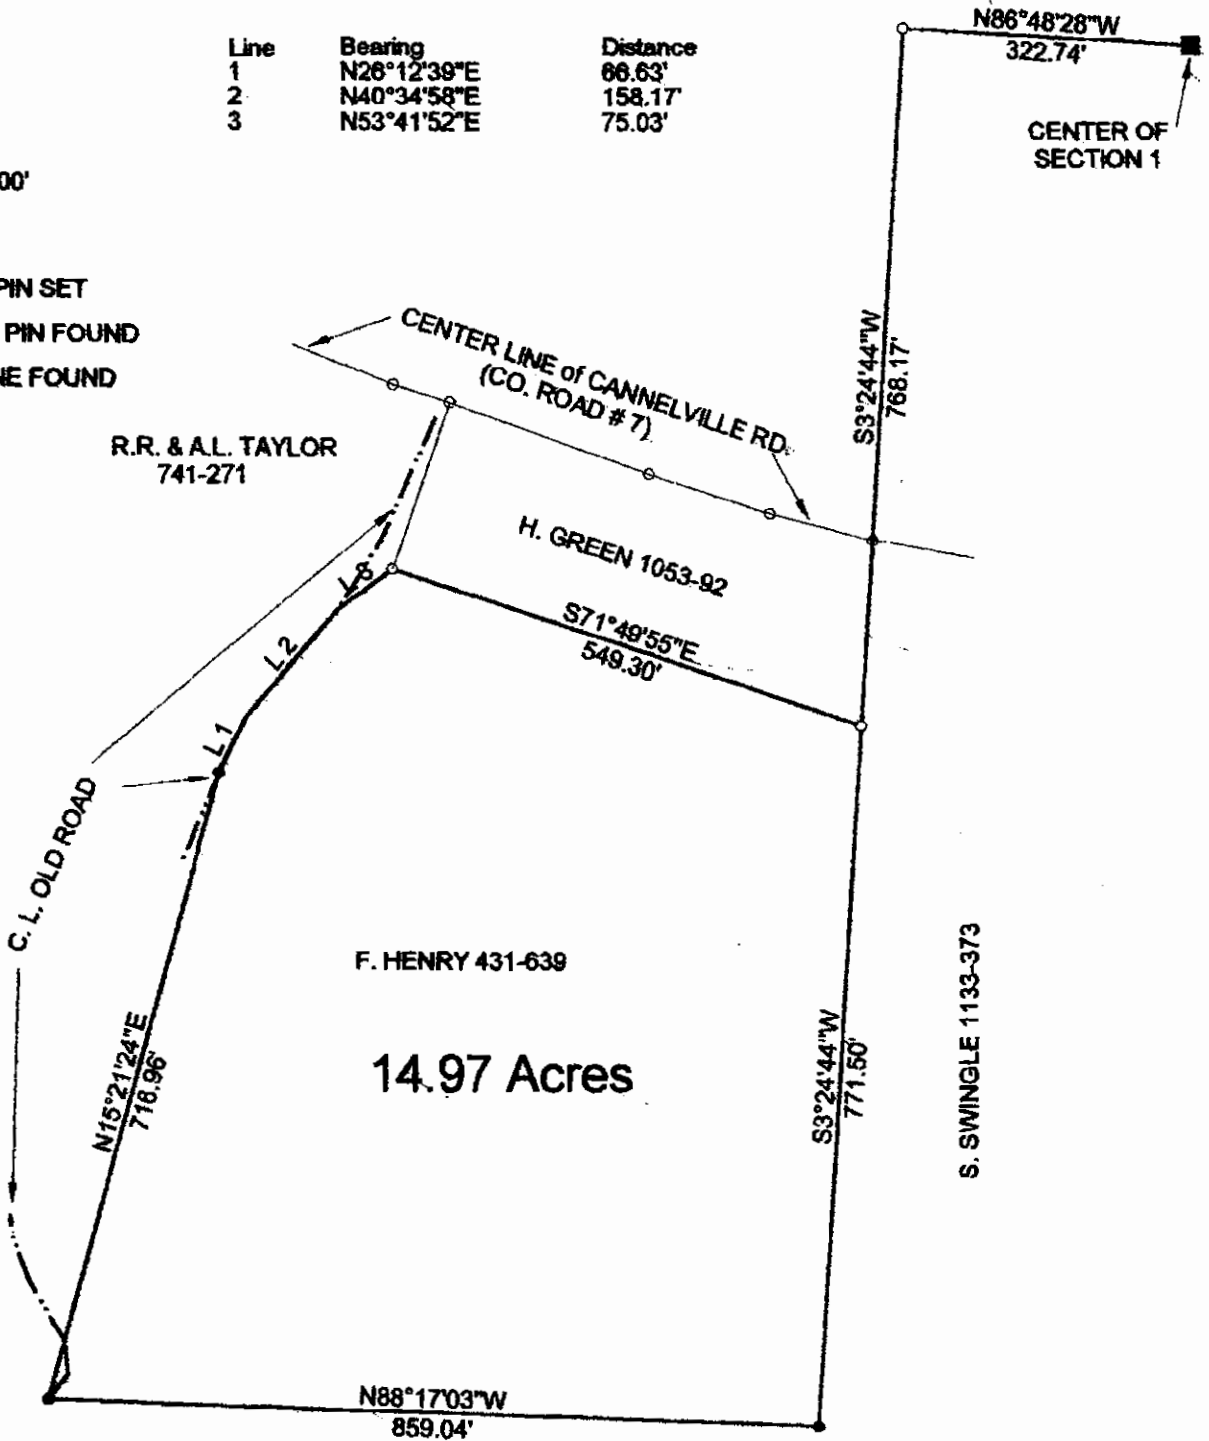 N86°48'28"W
322.74'
Line Bearing Distance
1 N26°12'39"E 66.63'
2 N40°34'58"E 158.17'
3 N53°41'52"E 75.03'
CENTER OF
SECTION 1
00'
PIN SET
PIN FOUND
NE FOUND
CENTER LINE of CANNELVILLE RD.
(CO. ROAD # 7)
S3°24'44"W
768.17'
R.R. & A.L. TAYLOR
741-271
H. GREEN 1053-92
L 3
S71°49'55"E
549.30'
L 2
L 1
C. L. OLD ROAD
F. HENRY 431-639
14.97 Acres
N15°21'24"E
716.96'
S3°24'44"W
771.50'
S. SWINGLE 1133-373
N88°17'03"W
859.04'